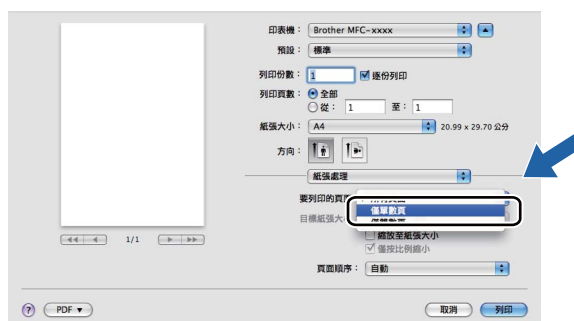 印表機： Brother MFC-xxxx
預設： 標準
列印份數： 1 逐份列印
列印頁數： 全部
從： 1 至： 1
紙張大小： A4 20.99 x 29.70 公分
方向：
紙張處理
要列印的頁面
僅單數頁
目標紙張大
縮放至紙張大小
1/1
僅按比例縮小
頁面順序： 自動
? PDF ▼ 取消 列印